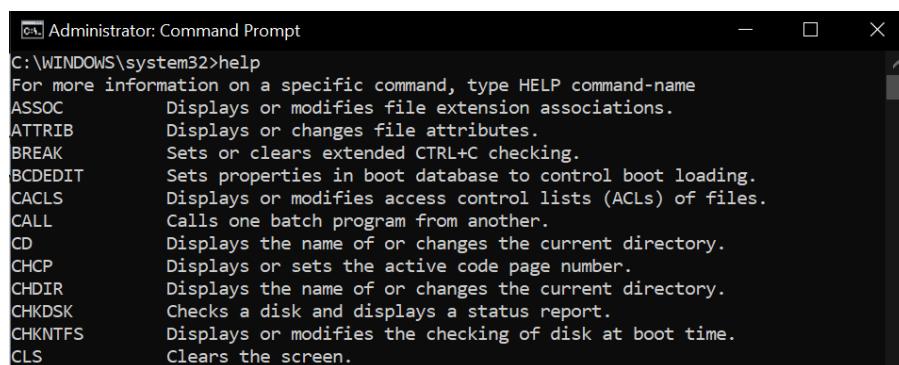 Administrator: Command Prompt
C:\WINDOWS\system32>help
For more information on a specific command, type HELP command-name
ASSOC          Displays or modifies file extension associations.
ATTRIB         Displays or changes file attributes.
BREAK          Sets or clears extended CTRL+C checking.
BCDEDIT        Sets properties in boot database to control boot loading.
CACLS          Displays or modifies access control lists (ACLs) of files.
CALL           Calls one batch program from another.
CD             Displays the name of or changes the current directory.
CHCP           Displays or sets the active code page number.
CHDIR          Displays the name of or changes the current directory.
CHKDSK         Checks a disk and displays a status report.
CHKNTFS        Displays or modifies the checking of disk at boot time.
CLS            Clears the screen.